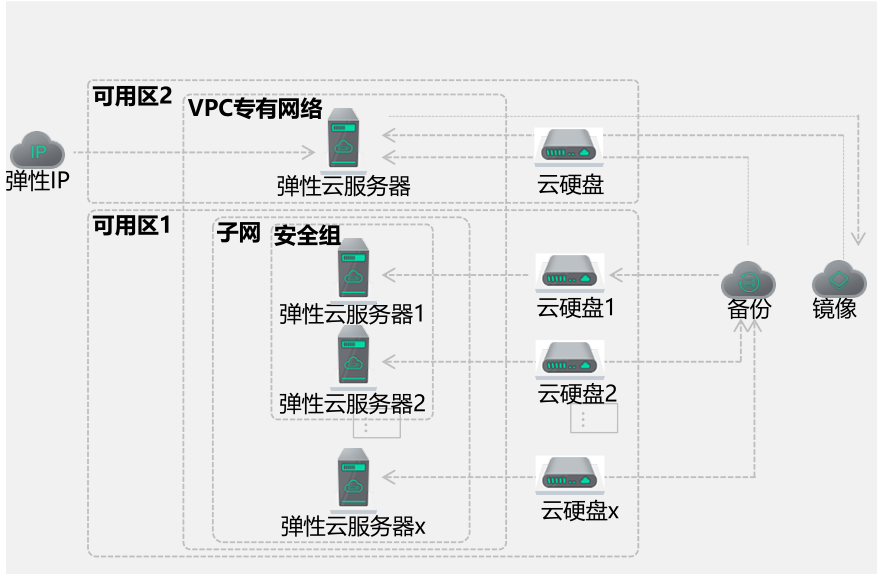 可用区2
VPC专有网络
IP
弹性IP
弹性云服务器
云硬盘
可用区1
子网
安全组
弹性云服务器1
云硬盘1
备份
镜像
弹性云服务器2
云硬盘2
弹性云服务器x
云硬盘x